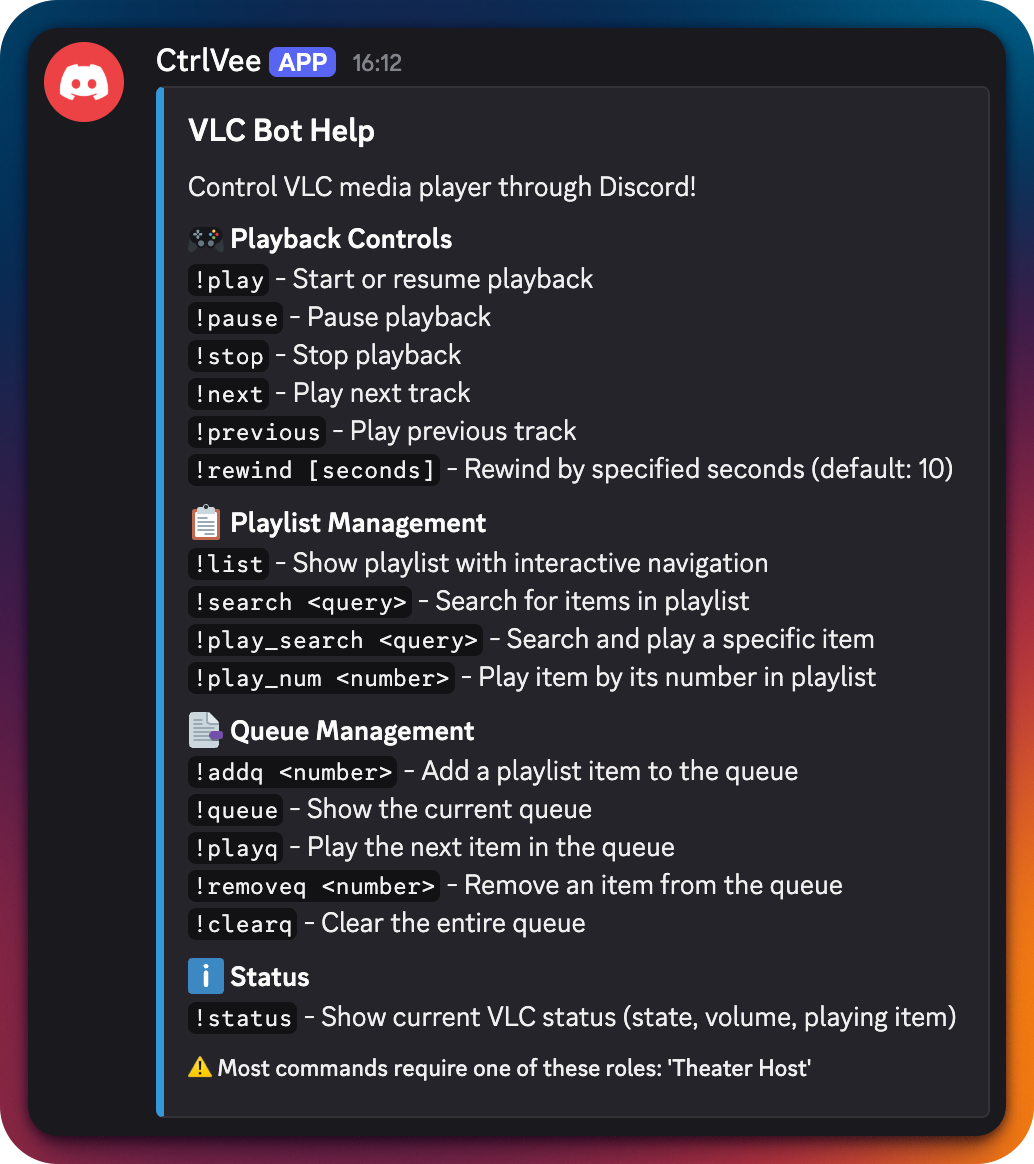 CtrlVee APP 16:12
VLC Bot Help
Control VLC media player through Discord!
Playback Controls
!play - Start or resume playback
!pause - Pause playback
!stop - Stop playback
!next - Play next track
!previous - Play previous track
!rewind [seconds] - Rewind by specified seconds (default: 10)
Playlist Management
!list - Show playlist with interactive navigation
!search <query> - Search for items in playlist
!play_search <query> - Search and play a specific item
!play_num <number> - Play item by its number in playlist
Queue Management
!addq <number> - Add a playlist item to the queue
!queue - Show the current queue
!playq - Play the next item in the queue
!removeq <number> - Remove an item from the queue
!clearq - Clear the entire queue
Status
!status - Show current VLC status (state, volume, playing item)
Most commands require one of these roles: 'Theater Host'